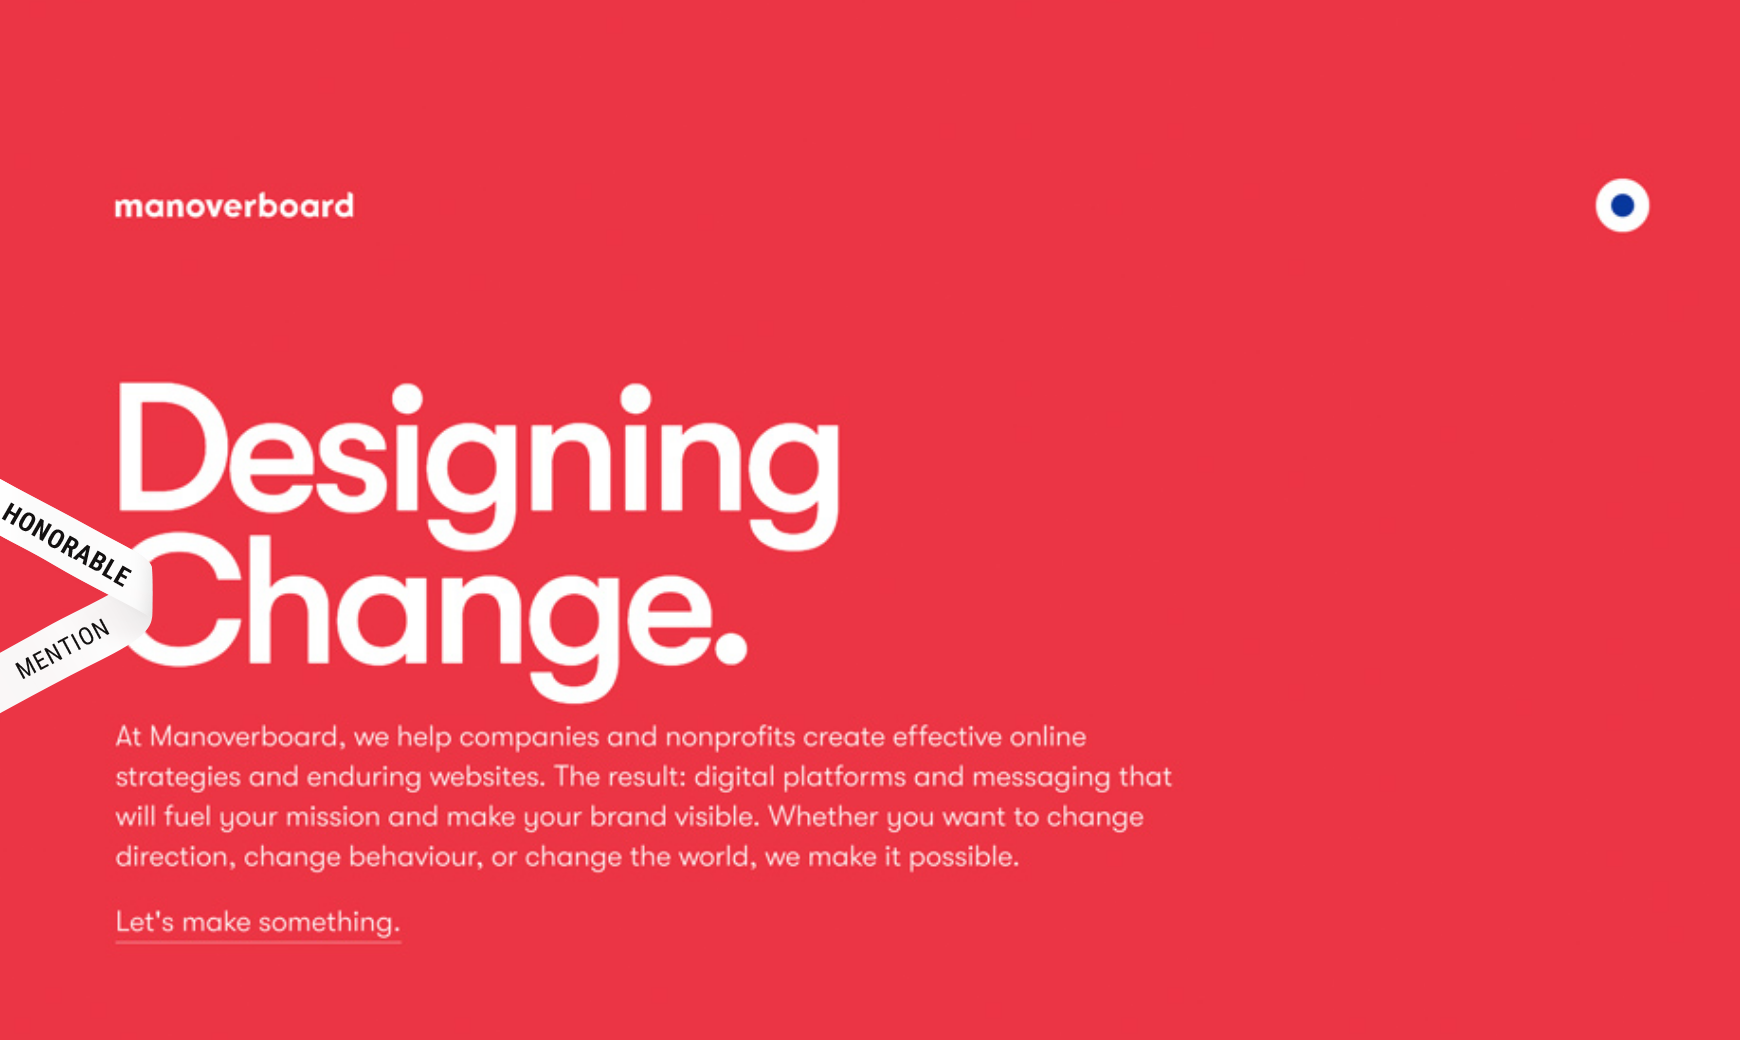 manoverboard
Designing
Change.
HONORABLE
MENTION
At Manoverboard, we help companies and nonprofits create effective online
strategies and enduring websites. The result: digital platforms and messaging that
will fuel your mission and make your brand visible. Whether you want to change
direction, change behaviour, or change the world, we make it possible.
Let's make something.